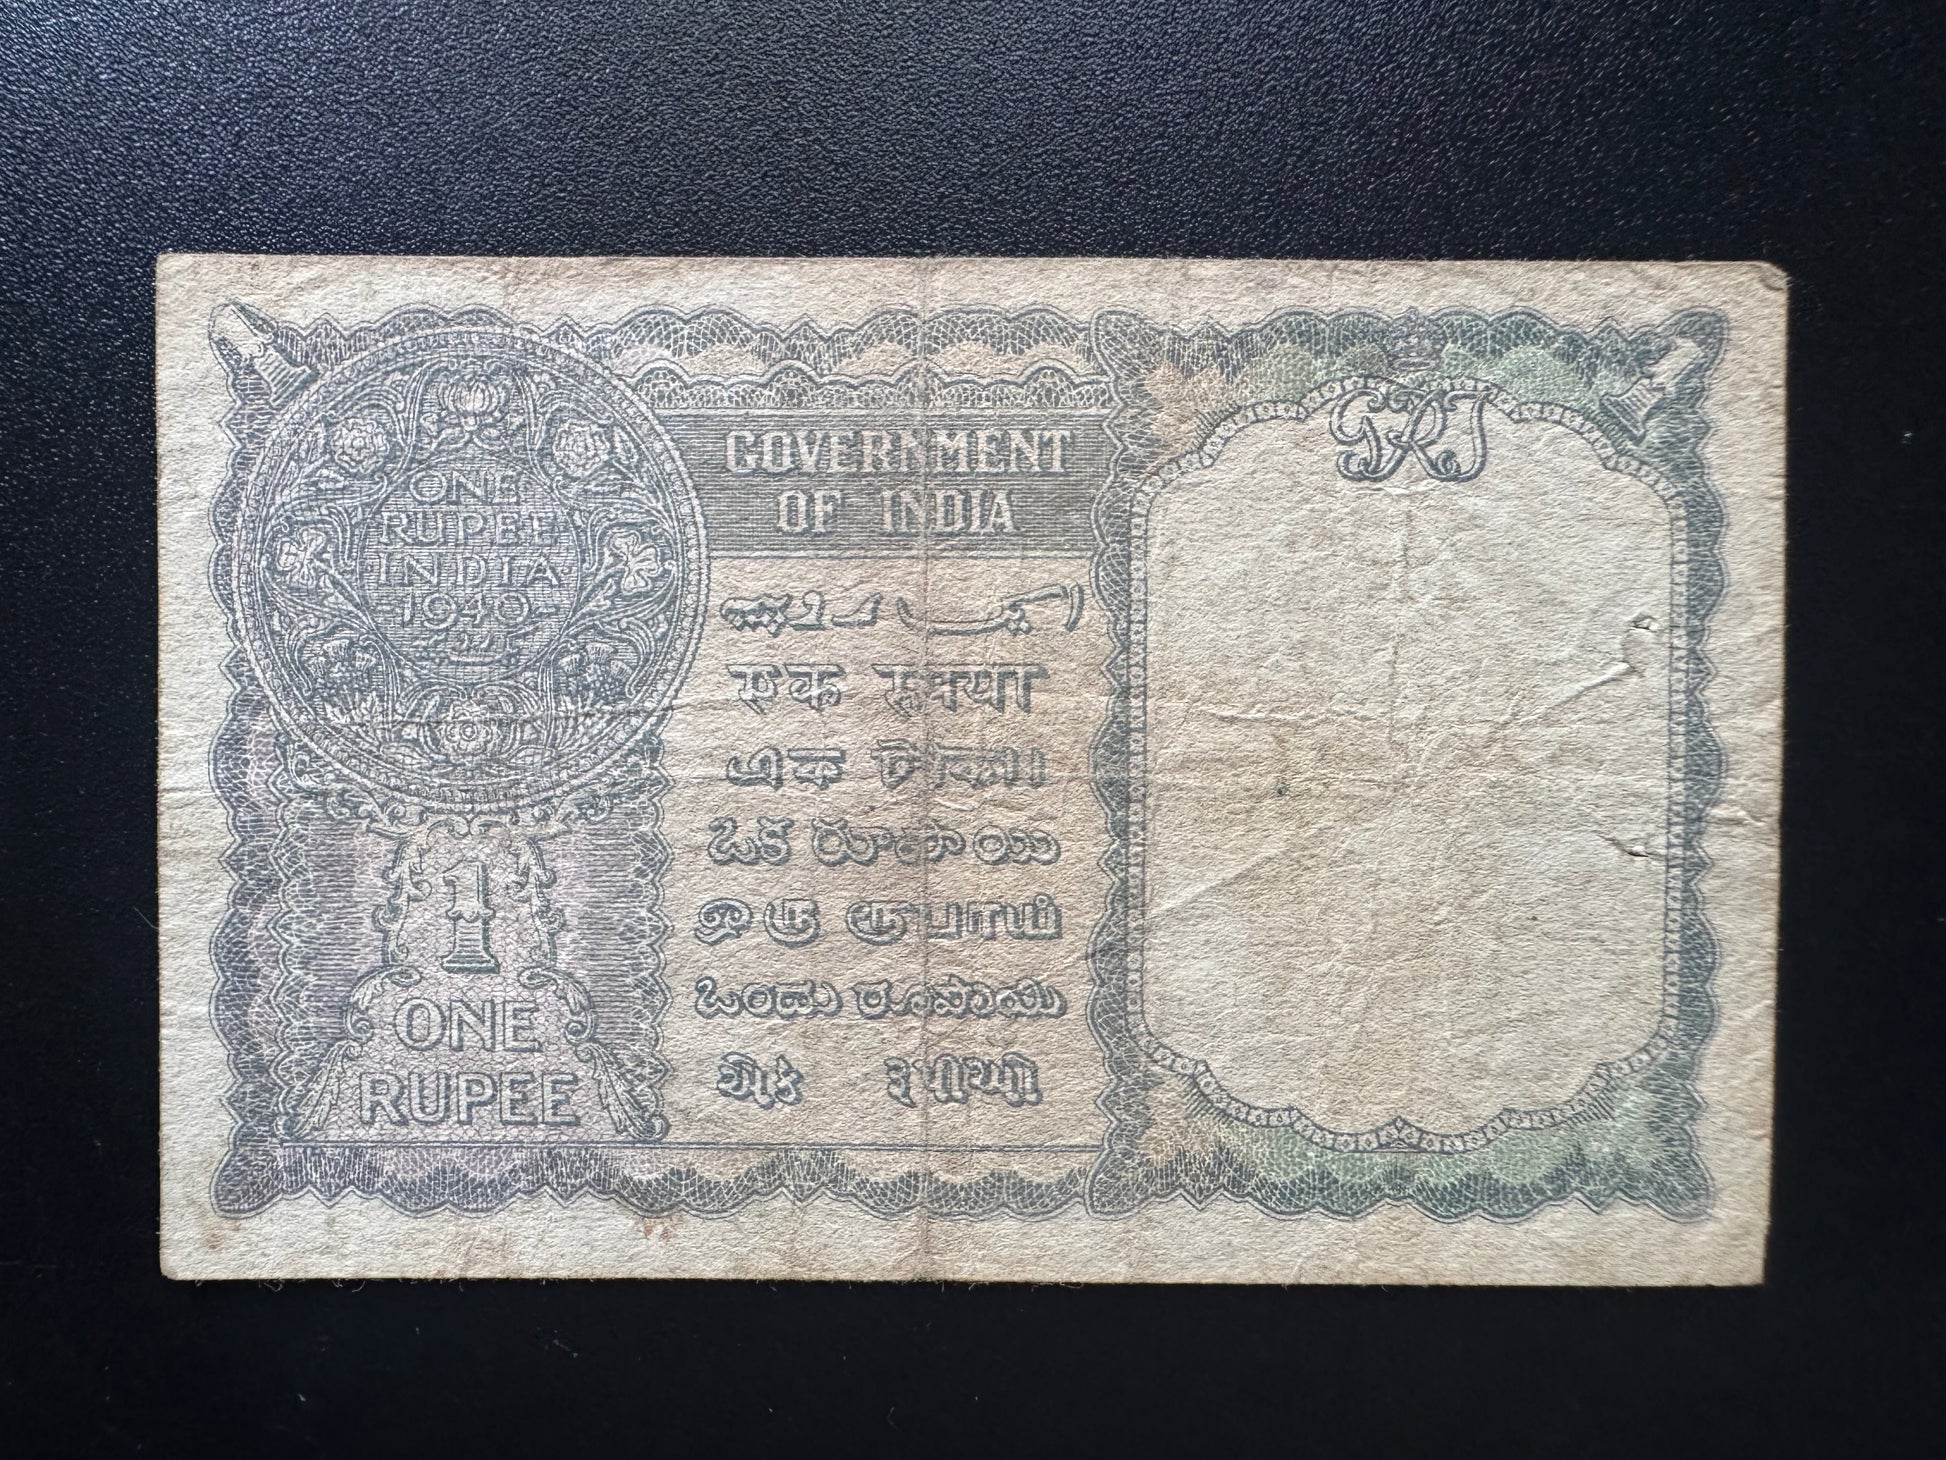 ONE
RUPEE
INDIA
1940
1
ONE
RUPEE
GOVERNMENT
OF INDIA
ایک روپیہ
एक रुपया
এক টাকা।
ఒక రూపాయి
ஒரு ரூபாய்
ಒಂದು ರೂಪಾಯಿ
એક રૂપીઓ
GRI